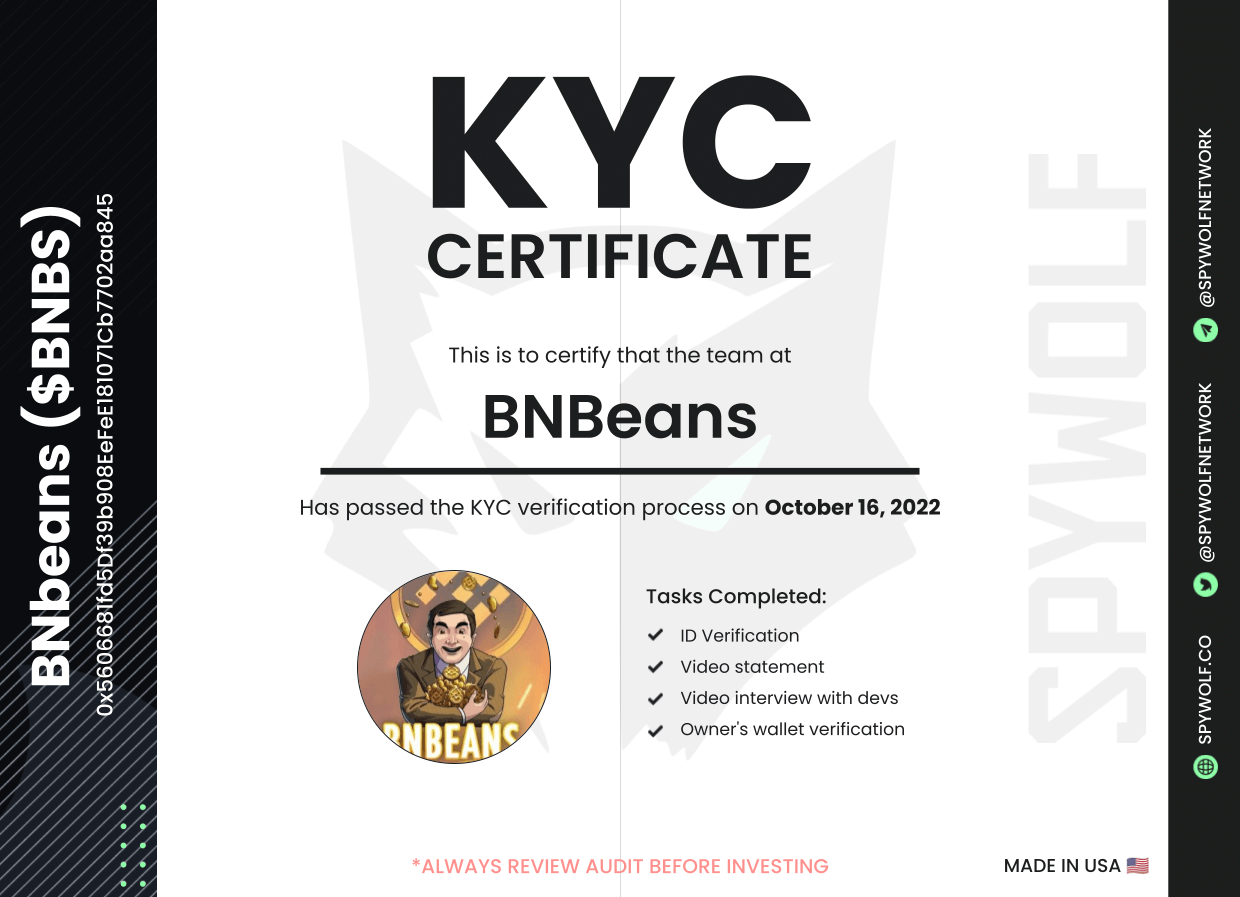 BNbeans ($BNBS)
0x5606681fd5Df39b908EeFeE181071Cb7702aa845
KYC
CERTIFICATE
This is to certify that the team at
BNBeans
Has passed the KYC verification process on October 16, 2022
BNBEANS
Tasks Completed:
ID Verification
Video statement
Video interview with devs
Owner's wallet verification
*ALWAYS REVIEW AUDIT BEFORE INVESTING
MADE IN USA 🇺🇸
SPYWOLF
@SPYWOLFNETWORK
@SPYWOLFNETWORK
SPYWOLF.CO